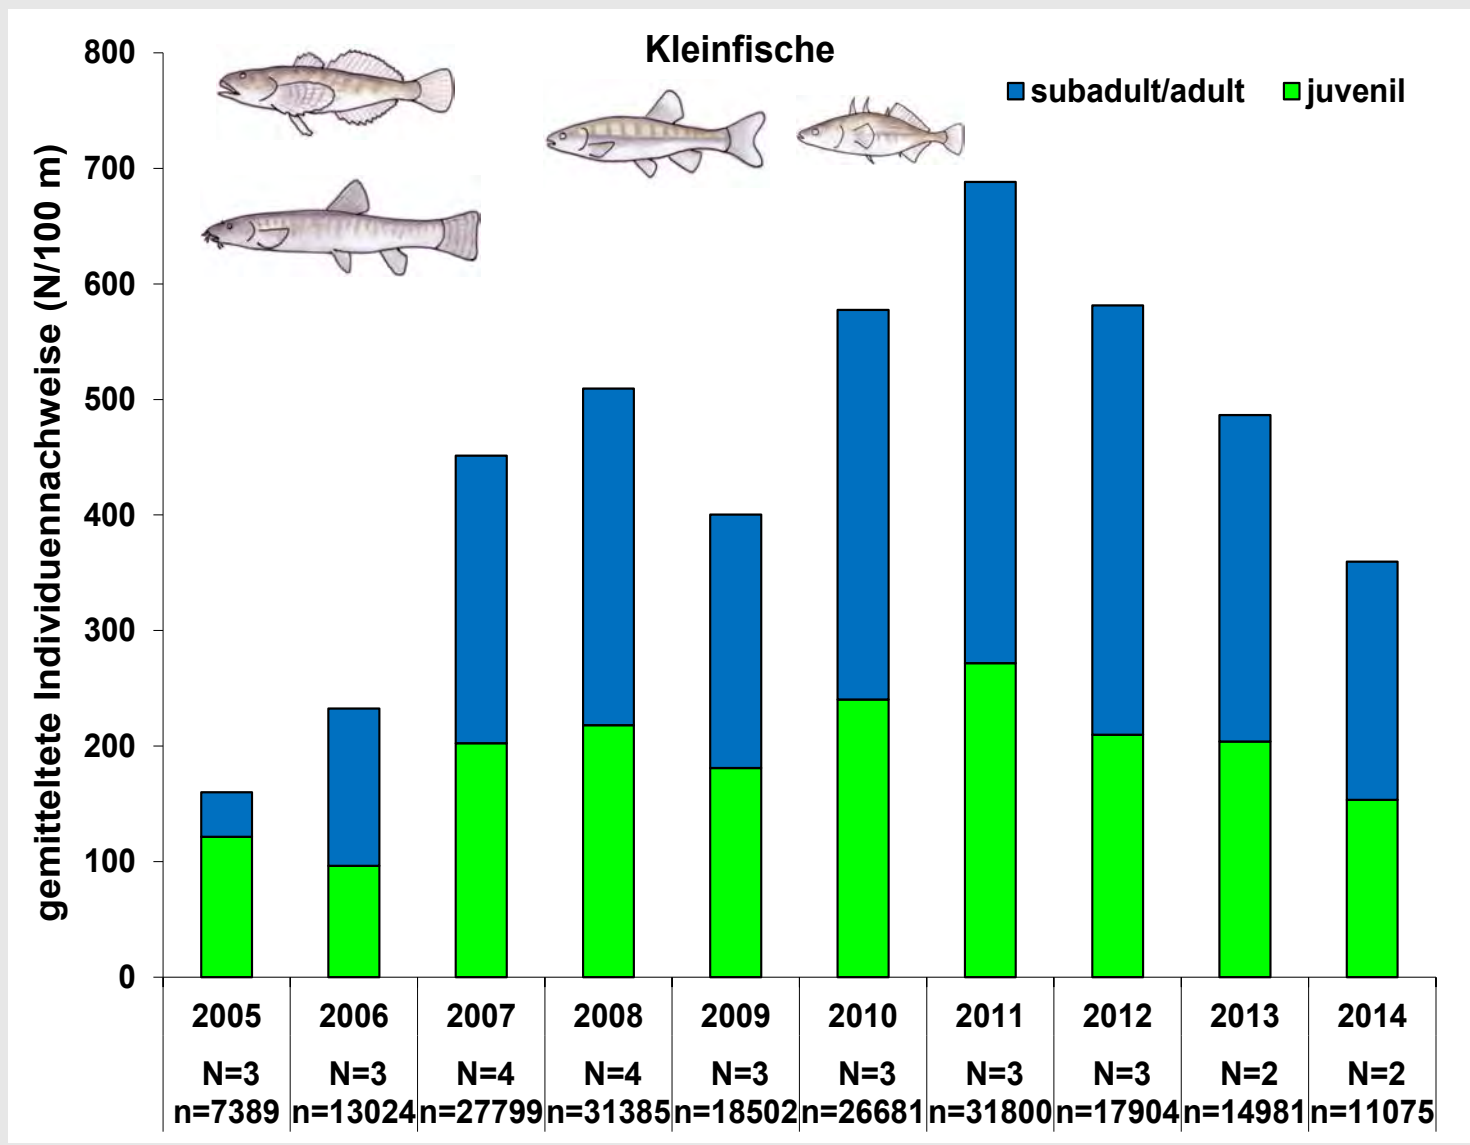 Kleinfische
subadult/adult juvenil
gemitteltete Individuennachweise (N/100 m)
800
700
600
500
400
300
200
100
0
2005 2006 2007 2008 2009 2010 2011 2012 2013 2014
N=3 N=3 N=4 N=4 N=3 N=3 N=3 N=3 N=2 N=2
n=7389 n=13024 n=27799 n=31385 n=18502 n=26681 n=31800 n=17904 n=14981 n=11075